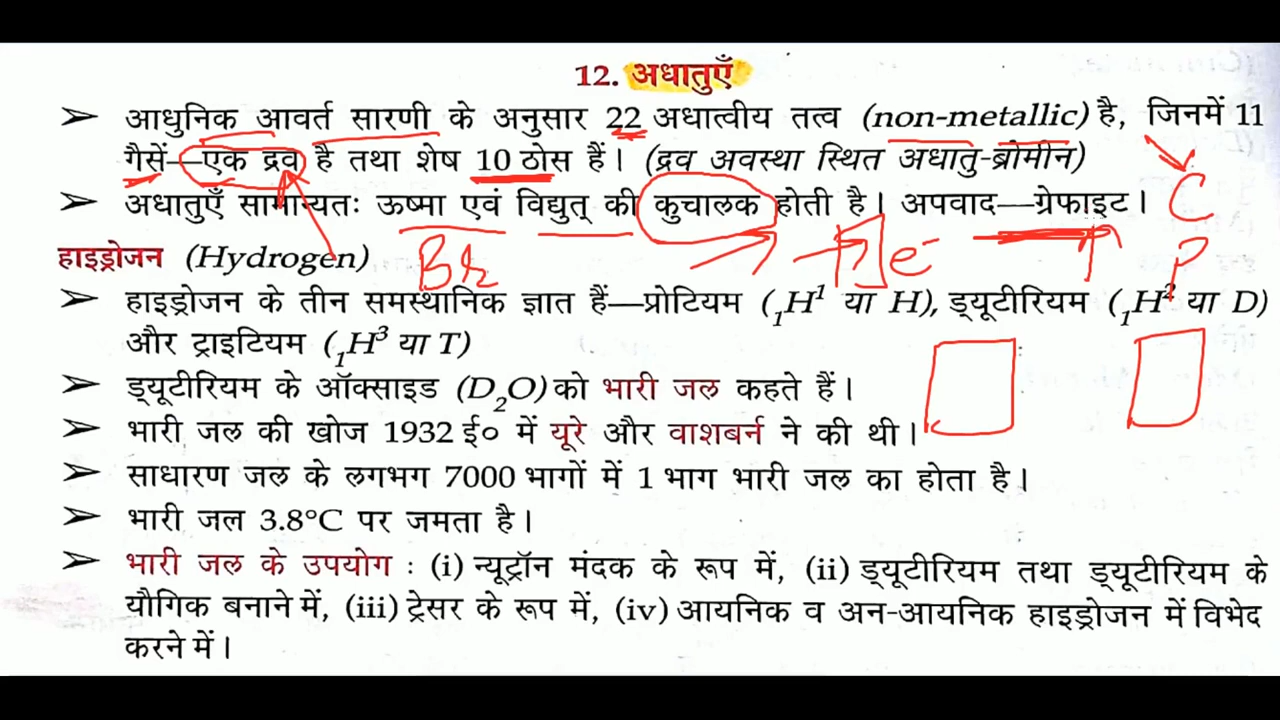 12. अधातुएँ
➢ आधुनिक आवर्त सारणी के अनुसार 22 अधात्वीय तत्व (non-metallic) है, जिनमें 11
गैसें—एक द्रव है तथा शेष 10 ठोस हैं। (द्रव अवस्था स्थित अधातु-ब्रोमीन)
➢ अधातुएँ सामान्यतः ऊष्मा एवं विद्युत् की कुचालक होती है। अपवाद—ग्रेफाइट। C
हाइड्रोजन (Hydrogen) Br e⁻ P
➢ हाइड्रोजन के तीन समस्थानिक ज्ञात हैं—प्रोटियम (₁H¹ या H), ड्यूटीरियम (₁H² या D)
और ट्राइटियम (₁H³ या T)
➢ ड्यूटीरियम के ऑक्साइड (D₂O) को भारी जल कहते हैं।
➢ भारी जल की खोज 1932 ई० में यूरे और वाशबर्न ने की थी।
➢ साधारण जल के लगभग 7000 भागों में 1 भाग भारी जल का होता है।
➢ भारी जल 3.8°C पर जमता है।
➢ भारी जल के उपयोग : (i) न्यूट्रॉन मंदक के रूप में, (ii) ड्यूटीरियम तथा ड्यूटीरियम के
यौगिक बनाने में, (iii) ट्रेसर के रूप में, (iv) आयनिक व अन-आयनिक हाइड्रोजन में विभेद
करने में।